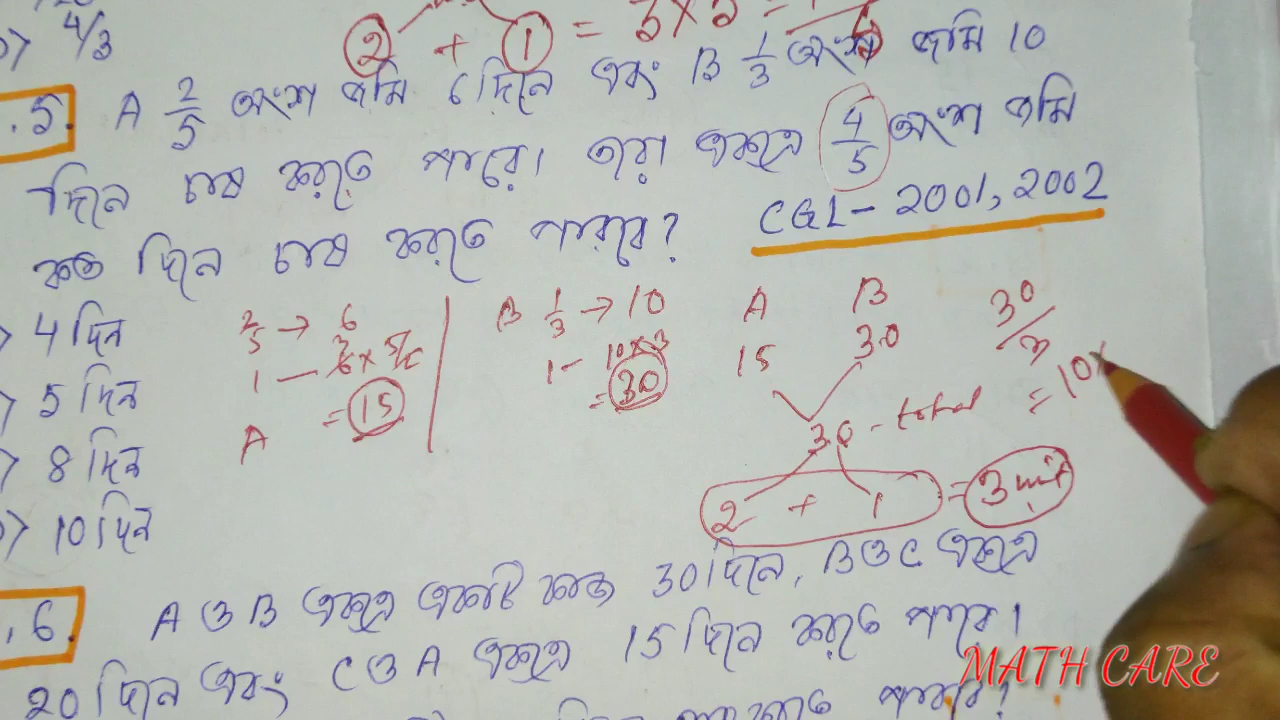 4/3
2 + 1 = 3
.5. A 2/5 অংশ জমি 6 দিনে এবং B 1/3 অংশ জমি 10
দিনে চাষ করতে পারে। তারা একত্রে 4/5 অংশ জমি
কত দিনে চাষ করতে পারবে? CGL - 2001, 2002
4 দিন
5 দিন
8 দিন
10 দিন
2/5 → 6
1 — 6 × 5/2
= 15
A
B 1/3 → 10
1 - 10 × 3
= 30
A B
15 30
30 - total
2 + 1 = 3 unit
30/3
= 10 ×
.6. A ও B একত্রে একটি কাজ 30 দিনে, B ও C একত্রে
20 দিনে এবং C ও A একত্রে 15 দিনে করতে পারে।
করতে পারবে?
MATH CARE